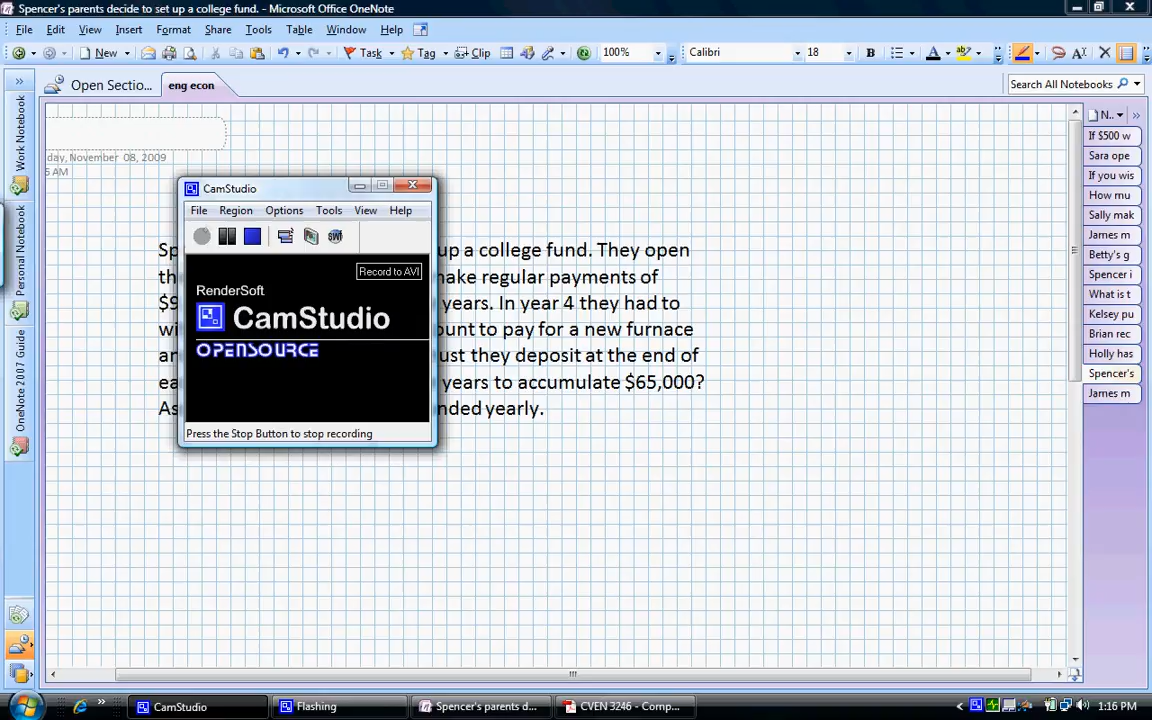 Spencer's parents decide to set up a college fund. - Microsoft Office OneNote
File Edit View Insert Format Share Tools Table Window Help
New Task Tag Clip 100% Calibri 18 B A
Open Sectio... eng econ Search All Notebooks
N..
day, November 08, 2009
5 AM
CamStudio
File Region Options Tools View Help
SWF
Record to AVI
RenderSoft
CamStudio
OPENSOURCE
Press the Stop Button to stop recording
Sp up a college fund. They open
th make regular payments of
$9 years. In year 4 they had to
wi ount to pay for a new furnace
an ust they deposit at the end of
ea years to accumulate $65,000?
As nded yearly.
Work Notebook
Personal Notebook
OneNote 2007 Guide
If $500 w
Sara ope
If you wis
How mu
Sally mak
James m
Betty's g
Spencer i
What is t
Kelsey pu
Brian rec
Holly has
Spencer's
James m
CamStudio Flashing Spencer's parents d... CVEN 3246 - Comp... 1:16 PM